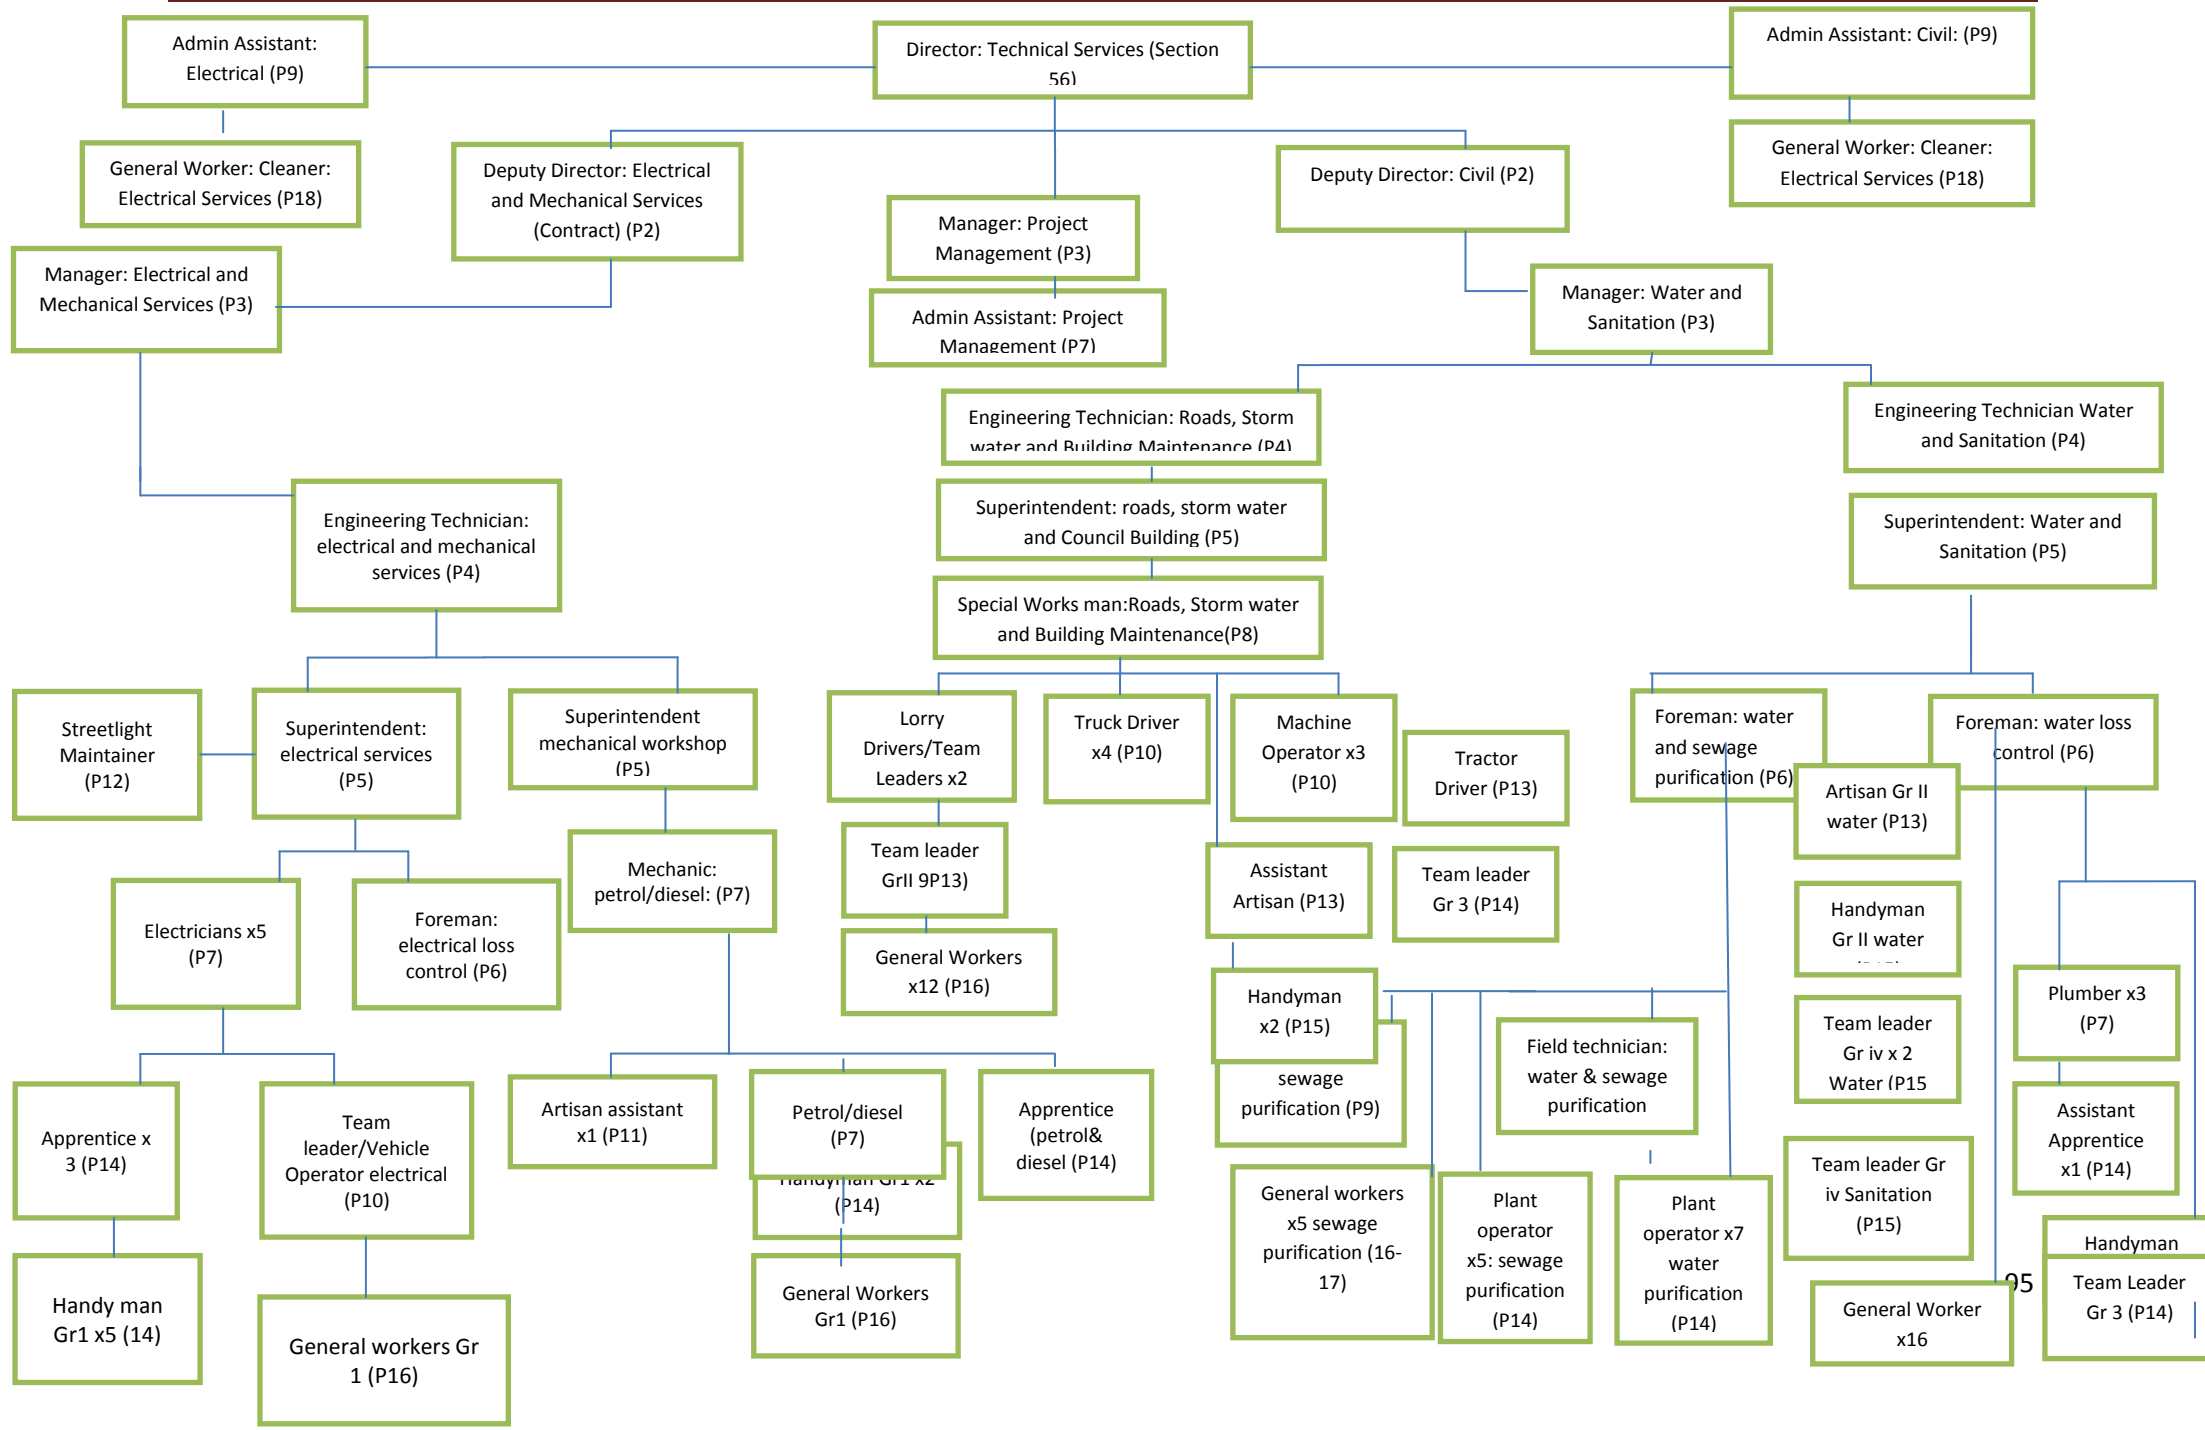 Admin Assistant:
Electrical (P9)
Director: Technical Services (Section
56)
Admin Assistant: Civil: (P9)
General Worker: Cleaner:
Electrical Services (P18)
Deputy Director: Electrical
and Mechanical Services
(Contract) (P2)
Manager: Project
Management (P3)
Deputy Director: Civil (P2)
General Worker: Cleaner:
Electrical Services (P18)
Manager: Electrical and
Mechanical Services (P3)
Admin Assistant: Project
Management (P7)
Manager: Water and
Sanitation (P3)
Engineering Technician: Roads, Storm
water and Building Maintenance (P4)
Engineering Technician Water
and Sanitation (P4)
Engineering Technician:
electrical and mechanical
services (P4)
Superintendent: roads, storm water
and Council Building (P5)
Superintendent: Water and
Sanitation (P5)
Special Works man:Roads, Storm water
and Building Maintenance(P8)
Streetlight
Maintainer
(P12)
Superintendent:
electrical services
(P5)
Superintendent
mechanical workshop
(P5)
Lorry
Drivers/Team
Leaders x2
Truck Driver
x4 (P10)
Machine
Operator x3
(P10)
Tractor
Driver (P13)
Foreman: water
and sewage
purification (P6)
Foreman: water loss
control (P6)
Artisan Gr II
water (P13)
Electricians x5
(P7)
Foreman:
electrical loss
control (P6)
Mechanic:
petrol/diesel: (P7)
Team leader
GrII 9P13)
General Workers
x12 (P16)
Assistant
Artisan (P13)
Team leader
Gr 3 (P14)
Handyman
Gr II water
Handyman
x2 (P15)
sewage
purification (P9)
Field technician:
water & sewage
purification
Team leader
Gr iv x 2
Water (P15
Plumber x3
(P7)
Apprentice x
3 (P14)
Team
leader/Vehicle
Operator electrical
(P10)
Artisan assistant
x1 (P11)
Petrol/diesel
(P7)
Handyman Gr1 x2
(P14)
Apprentice
(petrol&
diesel (P14)
General workers
x5 sewage
purification (16-
17)
Plant
operator
x5: sewage
purification
(P14)
Plant
operator x7
water
purification
(P14)
Team leader Gr
iv Sanitation
(P15)
Assistant
Apprentice
x1 (P14)
Handyman
Handy man
Gr1 x5 (14)
General workers Gr
1 (P16)
General Workers
Gr1 (P16)
General Worker
x16
95
Team Leader
Gr 3 (P14)